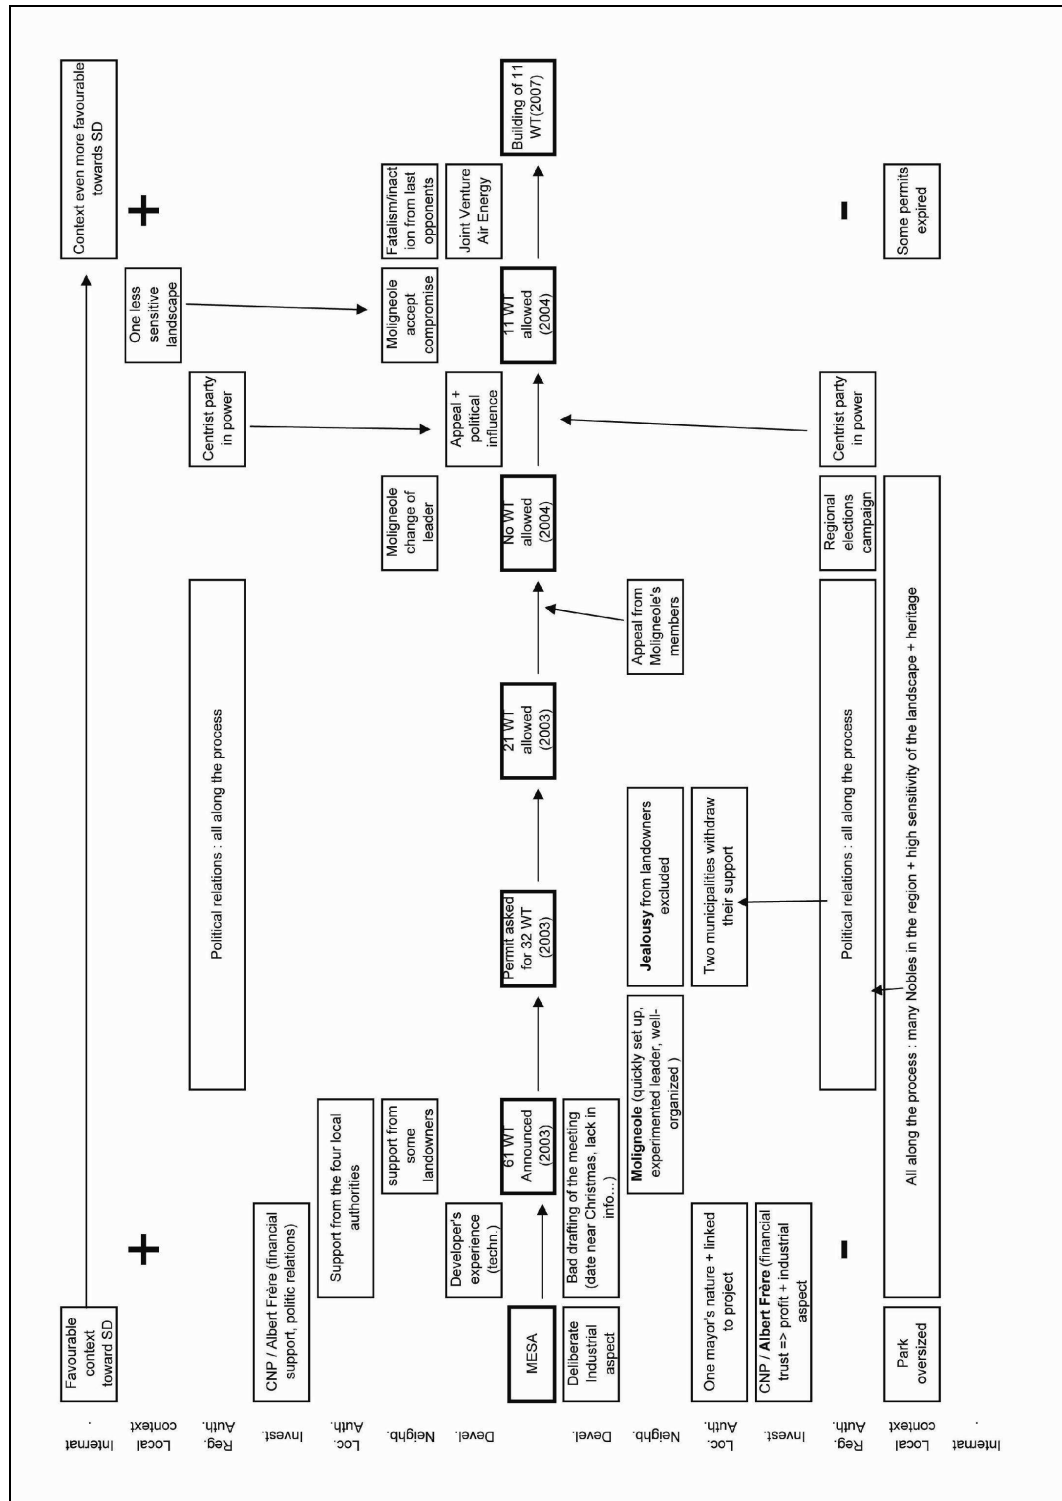 Internat
.
Local
context
Reg.
Auth.
Invest.
Loc.
Auth.
Neighb.
Devel.
Devel.
Neighb.
Loc.
Auth.
Invest.
Reg.
Auth.
Local
context
Internat
.
Favourable
context
toward SD
Context even more favourable
towards SD
+
+
One less
sensitive
landscape
Political relations : all along the process
Centrist party
in power
CNP / Albert Frère (financial
support, politic relations)
Support from the four local
authorities
support from
some
landowners
Moligneole
change of
leader
Moligneole
accept
compromise
Fatalism/inact
ion from last
opponents
Developer's
experience
(techn.)
Appeal +
political
influence
Joint Venture
Air Energy
MESA
61 WT
Announced
(2003)
Permit asked
for 32 WT
(2003)
21 WT
allowed
(2003)
No WT
allowed
(2004)
11 WT
allowed
(2004)
Building of 11
WT(2007)
Deliberate
Industrial
aspect
Bad drafting of the meeting
(date near Christmas, lack in
info...)
Moligneole (quickly set up,
experimented leader, well-
organized )
Jealousy from landowners
excluded
Appeal from
Moligneole's
members
One mayor's nature + linked
to project
Two municipalities withdraw
their support
CNP / Albert Frère (financial
trust => profit + industrial
aspect
-
-
Political relations : all along the process
Regional
elections
campaign
Centrist party
in power
Park
oversized
All along the process : many Nobles in the region + high sensitivity of the landscape + heritage
Some permits
expired